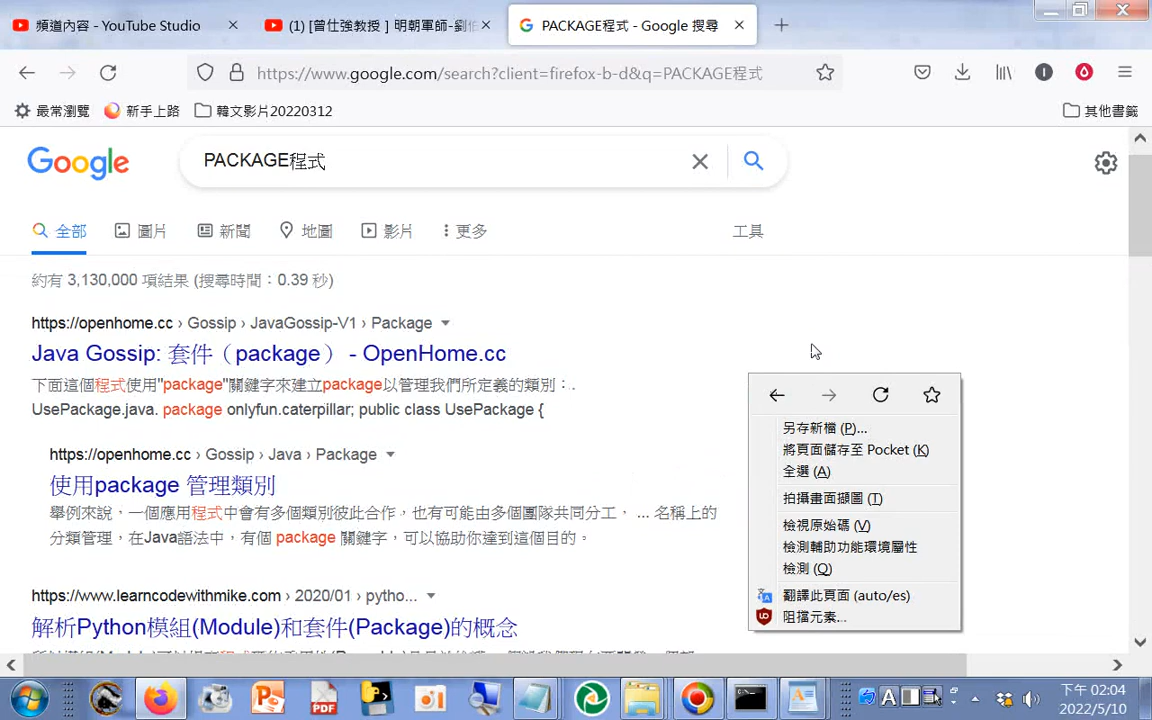 頻道內容 - YouTube Studio
(1) [曾仕強教授 ] 明朝軍師-劉伯
PACKAGE程式 - Google 搜尋
https://www.google.com/search?client=firefox-b-d&q=PACKAGE程式
最常瀏覽
新手上路
韓文影片20220312
其他書籤
Google
PACKAGE程式
全部
圖片
新聞
地圖
影片
更多
工具
約有 3,130,000 項結果 (搜尋時間：0.39 秒)
https://openhome.cc › Gossip › JavaGossip-V1 › Package
Java Gossip: 套件（package） - OpenHome.cc
下面這個程式使用"package"關鍵字來建立package以管理我們所定義的類別：.
UsePackage.java. package onlyfun.caterpillar; public class UsePackage {
https://openhome.cc › Gossip › Java › Package
使用package 管理類別
舉例來說，一個應用程式中會有多個類別彼此合作，也有可能由多個團隊共同分工， ... 名稱上的
分類管理，在Java語法中，有個 package 關鍵字，可以協助你達到這個目的。
https://www.learncodewithmike.com › 2020/01 › pytho...
解析Python模組(Module)和套件(Package)的概念
另存新檔 (P)...
將頁面儲存至 Pocket (K)
全選 (A)
拍攝畫面擷圖 (T)
檢視原始碼 (V)
檢測輔助功能環境屬性
檢測 (Q)
翻譯此頁面 (auto/es)
阻擋元素...
PDF
A
下午 02:04
2022/5/10